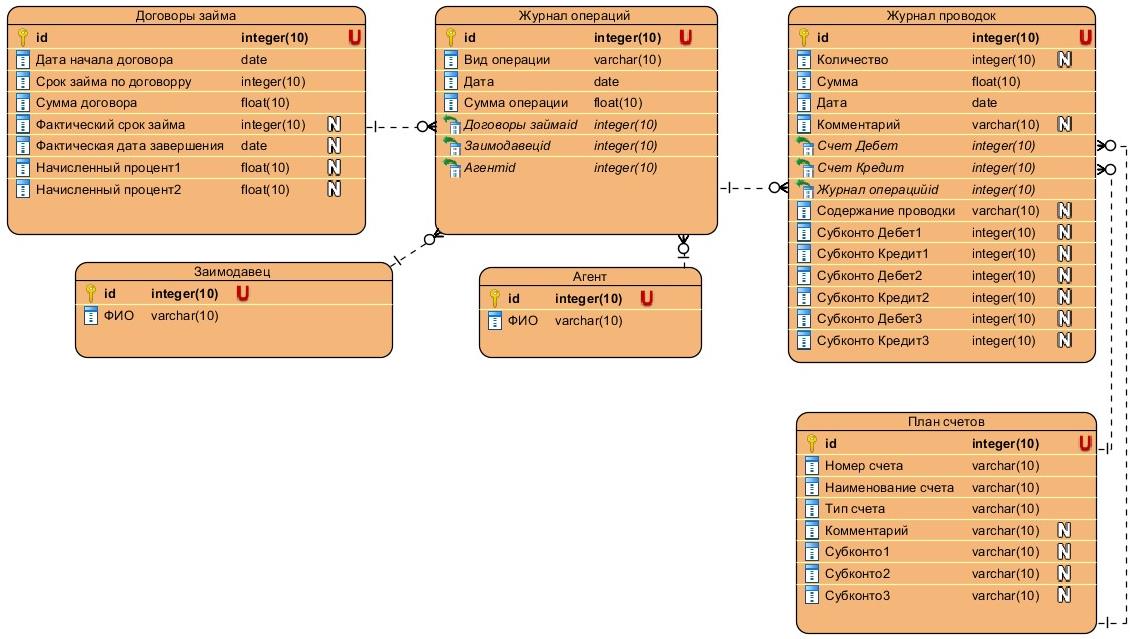 Договоры займа
id integer(10) U
Дата начала договора date
Срок займа по договорру integer(10)
Сумма договора float(10)
Фактический срок займа integer(10) N
Фактическая дата завершения date N
Начисленный процент1 float(10) N
Начисленный процент2 float(10) N
Журнал операций
id integer(10) U
Вид операции varchar(10)
Дата date
Сумма операции float(10)
Договоры займаid integer(10)
Заимодавецid integer(10)
Агентid integer(10)
Журнал проводок
id integer(10) U
Количество integer(10) N
Сумма float(10)
Дата date
Комментарий varchar(10) N
Счет Дебет integer(10)
Счет Кредит integer(10)
Журнал операцийid integer(10)
Содержание проводки varchar(10) N
Субконто Дебет1 integer(10) N
Субконто Кредит1 integer(10) N
Субконто Дебет2 integer(10) N
Субконто Кредит2 integer(10) N
Субконто Дебет3 integer(10) N
Субконто Кредит3 integer(10) N
Заимодавец
id integer(10) U
ФИО varchar(10)
Агент
id integer(10) U
ФИО varchar(10)
План счетов
id integer(10) U
Номер счета varchar(10)
Наименование счета varchar(10)
Тип счета varchar(10)
Комментарий varchar(10) N
Субконто1 varchar(10) N
Субконто2 varchar(10) N
Субконто3 varchar(10) N